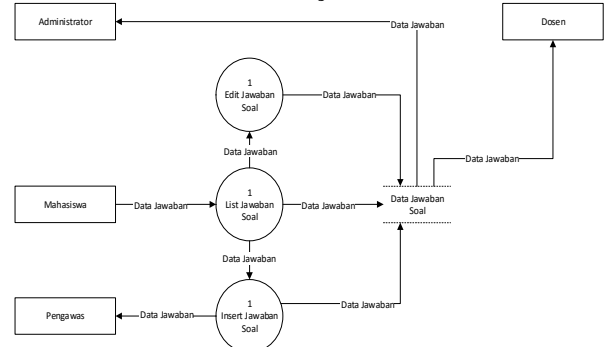 Administrator
Data Jawaban
Dosen
1
Edit Jawaban
Soal
Data Jawaban
Data Jawaban
Data Jawaban
Mahasiswa
Data Jawaban
1
List Jawaban
Soal
Data Jawaban
Data Jawaban
Soal
Data Jawaban
Pengawas
Data Jawaban
1
Insert Jawaban
Soal
Data Jawaban